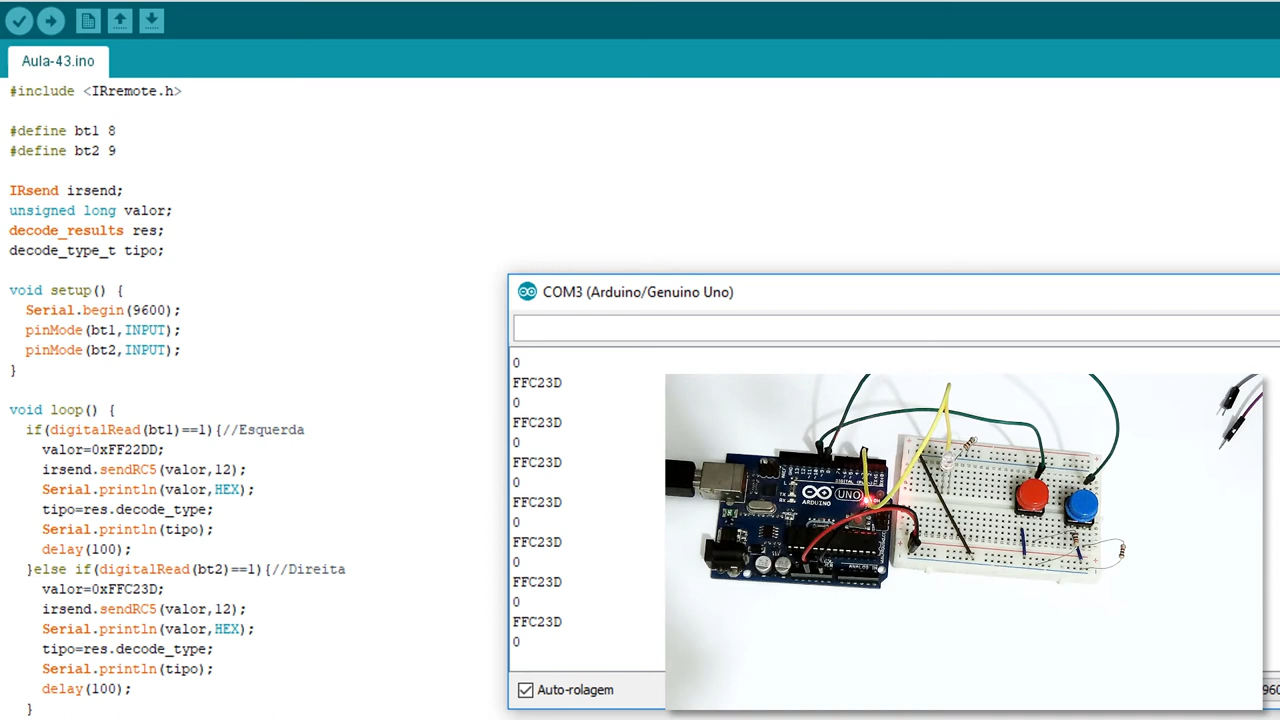 Aula-43.ino
#include <IRremote.h>
#define bt1 8
#define bt2 9
IRsend irsend;
unsigned long valor;
decode_results res;
decode_type_t tipo;
void setup() {
Serial.begin(9600);
pinMode(bt1,INPUT);
pinMode(bt2,INPUT);
}
void loop() {
if(digitalRead(bt1)==1){//Esquerda
valor=0xFF22DD;
irsend.sendRC5(valor,12);
Serial.println(valor,HEX);
tipo=res.decode_type;
Serial.println(tipo);
delay(100);
}else if(digitalRead(bt2)==1){//Direita
valor=0xFFC23D;
irsend.sendRC5(valor,12);
Serial.println(valor,HEX);
tipo=res.decode_type;
Serial.println(tipo);
delay(100);
}
COM3 (Arduino/Genuino Uno)
0
FFC23D
0
FFC23D
0
FFC23D
0
FFC23D
0
FFC23D
0
FFC23D
0
FFC23D
0
Auto-rolagem
960
UNO
ARDUINO